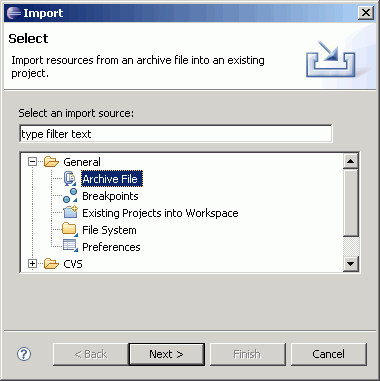 Import
Select
Import resources from an archive file into an existing
project.
Select an import source:
type filter text
General
Archive File
Breakpoints
Existing Projects into Workspace
File System
Preferences
CVS
?
< Back
Next >
Finish
Cancel